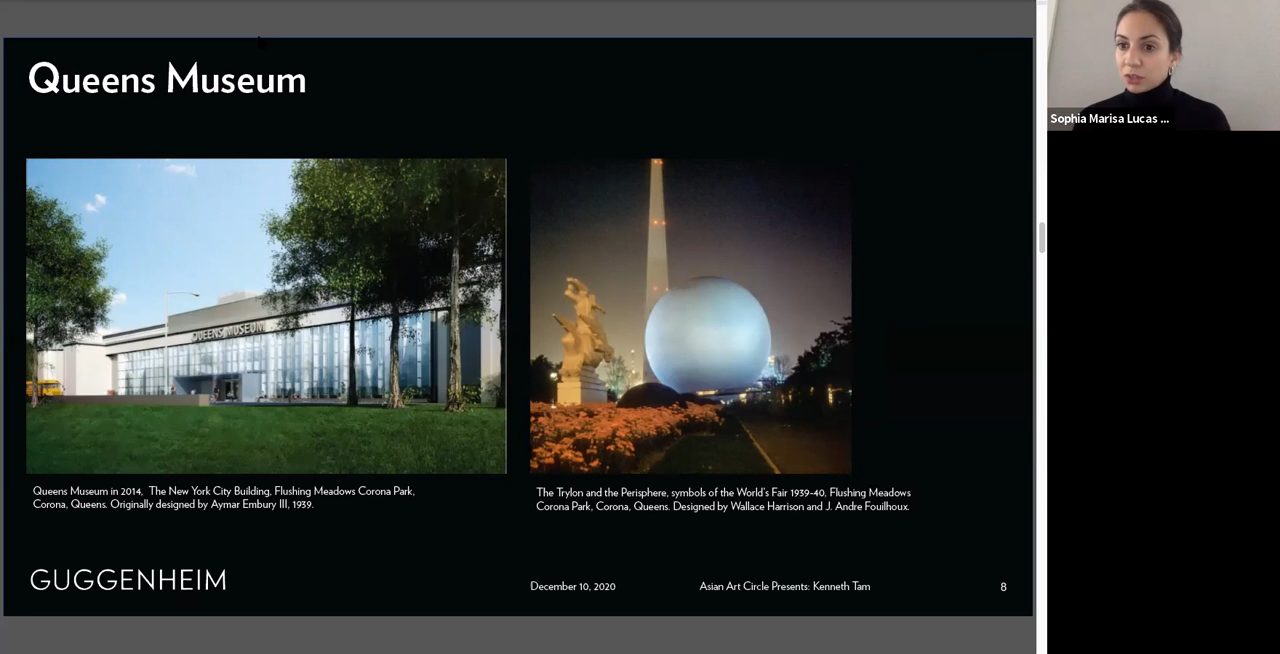 Queens Museum
Sophia Marisa Lucas ...
QUEENS MUSEUM
Queens Museum in 2014, The New York City Building, Flushing Meadows Corona Park,
Corona, Queens. Originally designed by Aymar Embury III, 1939.
The Trylon and the Perisphere, symbols of the World's Fair 1939-40, Flushing Meadows
Corona Park, Corona, Queens. Designed by Wallace Harrison and J. Andre Fouilhoux.
GUGGENHEIM
December 10, 2020
Asian Art Circle Presents: Kenneth Tam
8